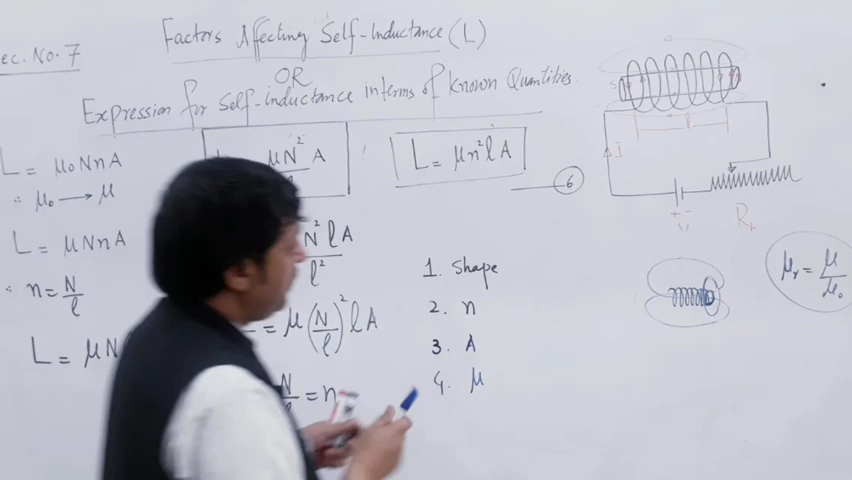 Lec. No. 7
Factors Affecting Self-Inductance (L)
OR
Expression for Self-inductance interms of Known Quantities.
L = μ₀NnA
∵ μ₀ → μ
L = μNnA
∵ n = N/l
L = μN
μN²A
N²lA/l²
= μ(N/l)²lA
N/l = n
L = μn²lA
6
1. Shape
2. n
3. A
4. μ
l
I
+ -
V
Rh
μr = μ/μ₀